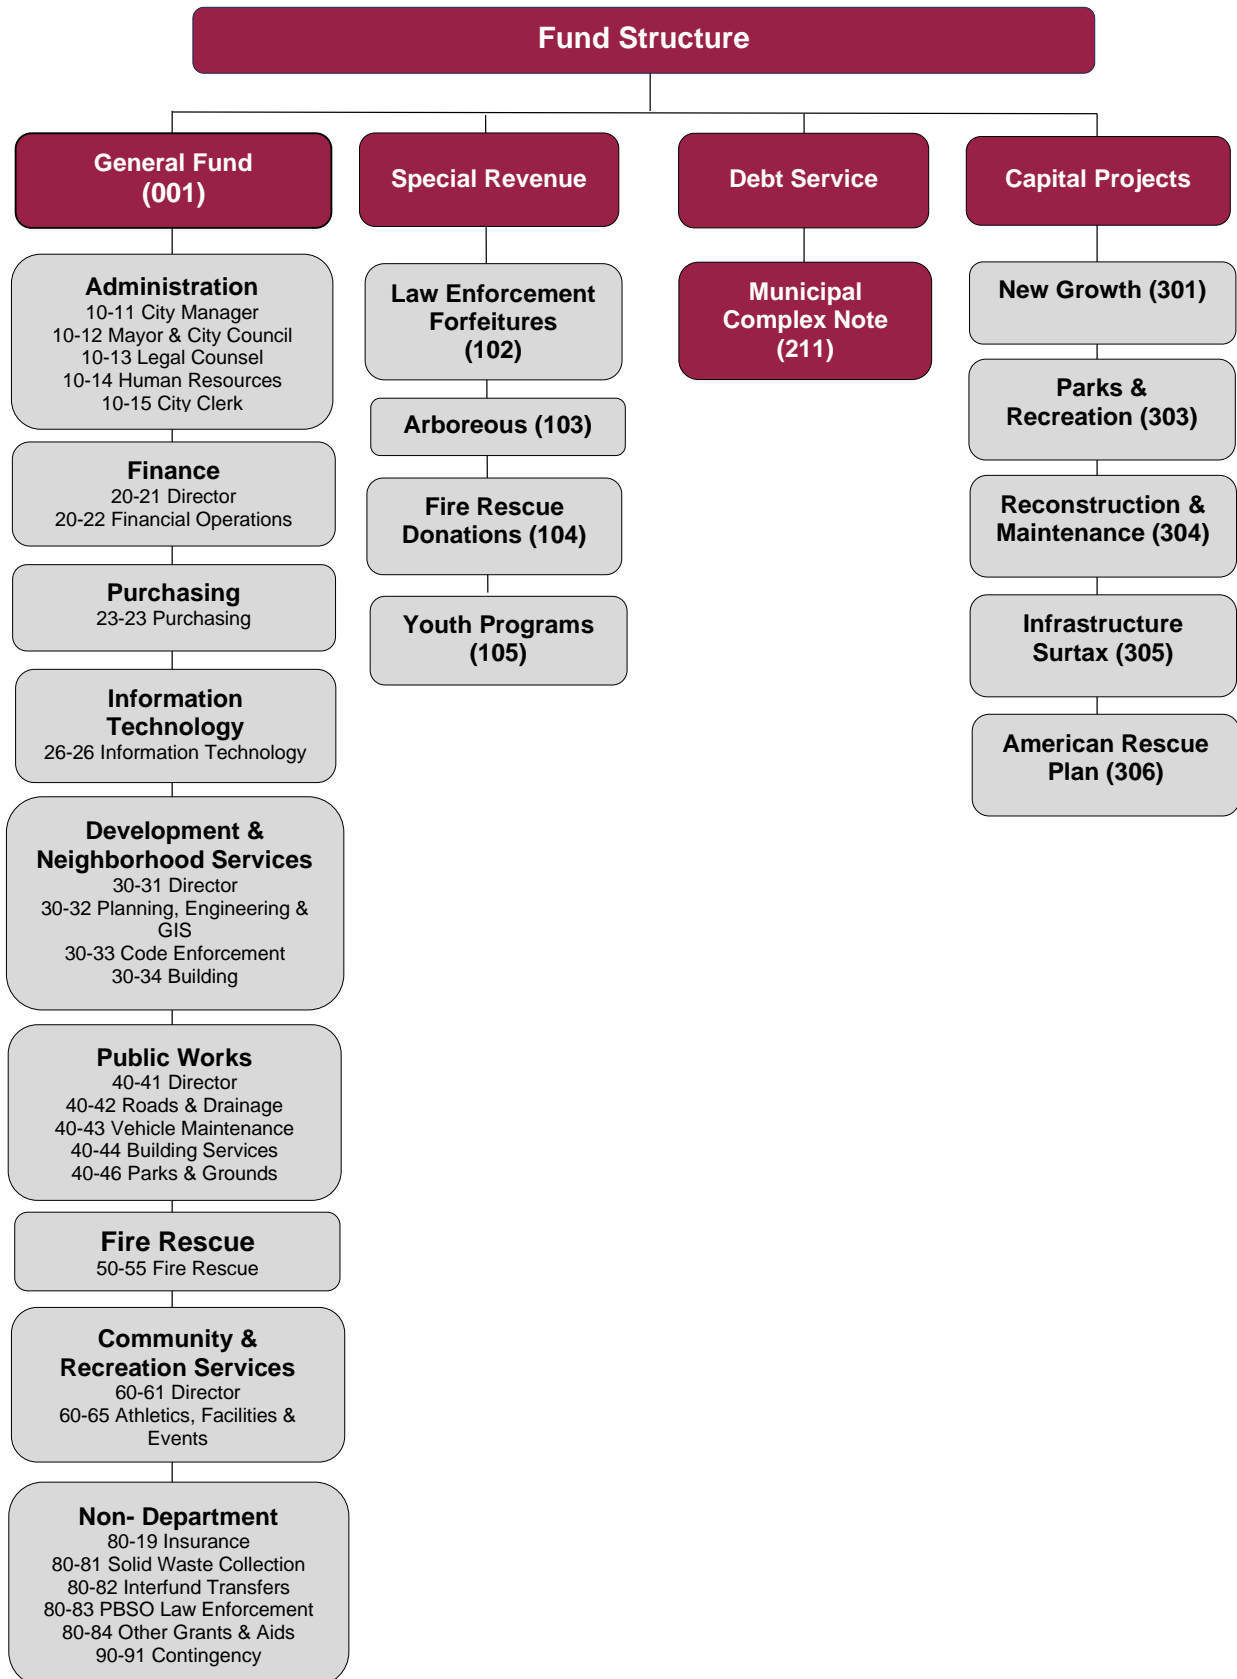 Fund Structure
General Fund
(001)
Administration
10-11 City Manager
10-12 Mayor & City Council
10-13 Legal Counsel
10-14 Human Resources
10-15 City Clerk
Finance
20-21 Director
20-22 Financial Operations
Purchasing
23-23 Purchasing
Information
Technology
26-26 Information Technology
Development &
Neighborhood Services
30-31 Director
30-32 Planning, Engineering &
GIS
30-33 Code Enforcement
30-34 Building
Public Works
40-41 Director
40-42 Roads & Drainage
40-43 Vehicle Maintenance
40-44 Building Services
40-46 Parks & Grounds
Fire Rescue
50-55 Fire Rescue
Community &
Recreation Services
60-61 Director
60-65 Athletics, Facilities &
Events
Non- Department
80-19 Insurance
80-81 Solid Waste Collection
80-82 Interfund Transfers
80-83 PBSO Law Enforcement
80-84 Other Grants & Aids
90-91 Contingency
Special Revenue
Law Enforcement
Forfeitures
(102)
Arboreous (103)
Fire Rescue
Donations (104)
Youth Programs
(105)
Debt Service
Municipal
Complex Note
(211)
Capital Projects
New Growth (301)
Parks &
Recreation (303)
Reconstruction &
Maintenance (304)
Infrastructure
Surtax (305)
American Rescue
Plan (306)